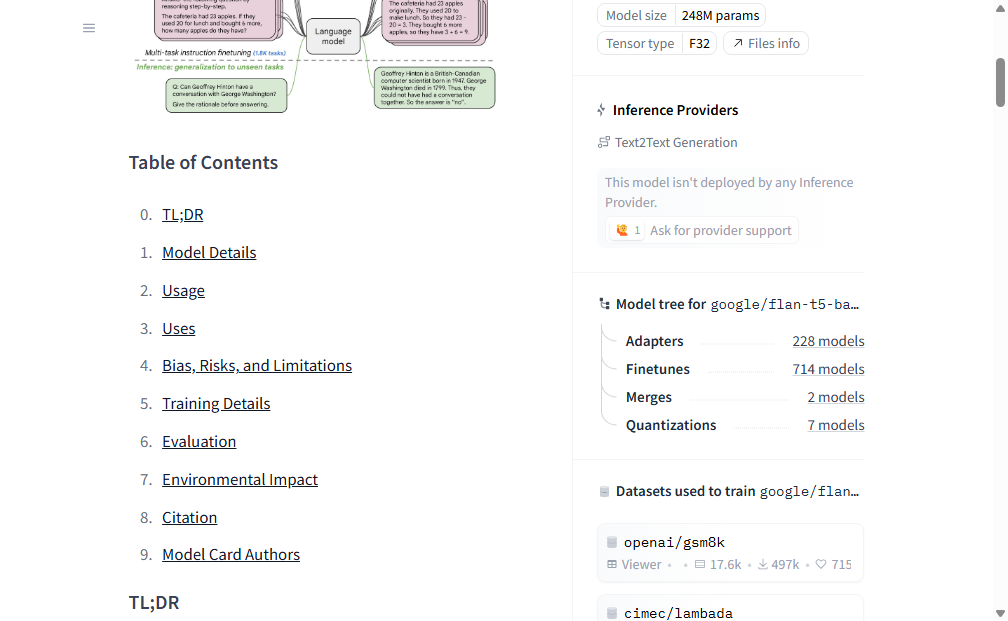 reasoning step-by-step.
The cafeteria had 23 apples. If they
used 20 for lunch and bought 6 more,
how many apples do they have?
Language
model
The cafeteria had 23 apples
originally. They used 20 to
make lunch. So they had 23 -
20 = 3. They bought 6 more
apples, so they have 3 + 6 = 9.
Multi-task instruction finetuning (1.8K tasks)
Inference: generalization to unseen tasks
Q: Can Geoffrey Hinton have a
conversation with George Washington?
Give the rationale before answering.
Geoffrey Hinton is a British-Canadian
computer scientist born in 1947. George
Washington died in 1799. Thus, they
could not have had a conversation
together. So the answer is "no".
Table of Contents
0. TL;DR
1. Model Details
2. Usage
3. Uses
4. Bias, Risks, and Limitations
5. Training Details
6. Evaluation
7. Environmental Impact
8. Citation
9. Model Card Authors
TL;DR
Model size 248M params
Tensor type F32 Files info
Inference Providers
Text2Text Generation
This model isn't deployed by any Inference
Provider.
1 Ask for provider support
Model tree for google/flan-t5-ba…
Adapters 228 models
Finetunes 714 models
Merges 2 models
Quantizations 7 models
Datasets used to train google/flan…
openai/gsm8k
Viewer • • 17.6k • 497k • 715
cimec/lambada